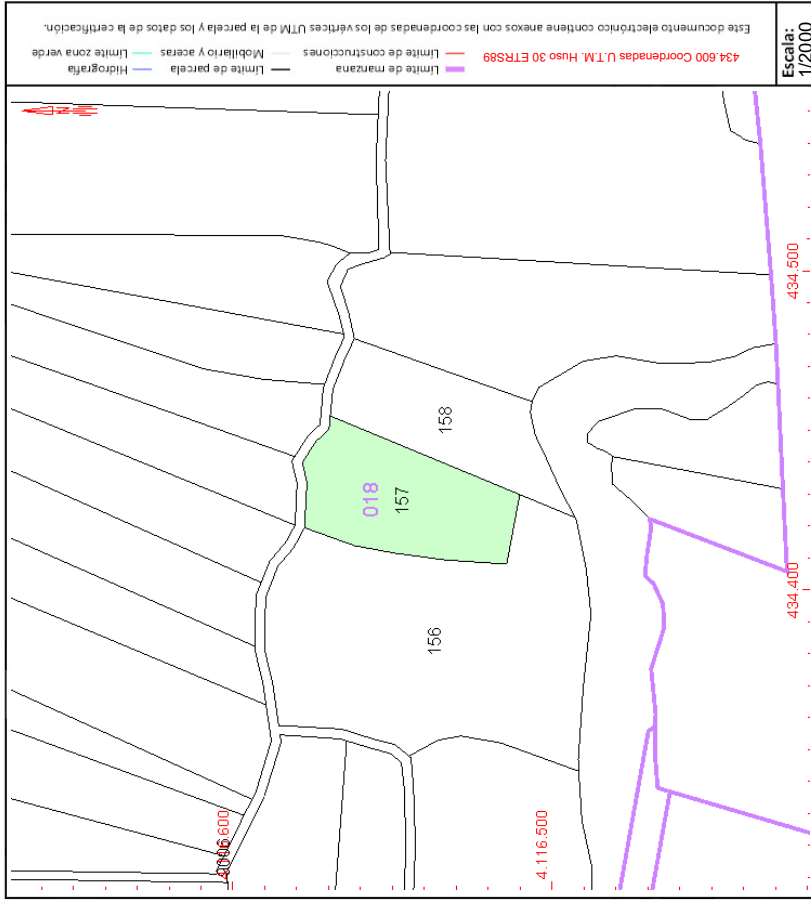 Este documento electrónico contiene anexos con las coordenadas de los vértices UTM de la parcela y los datos de la certificación.
434.600 Coordenadas U.T.M. Huso 30 ETRS89
Límite de manzana
Límite de construcciones
Límite de parcela
Mobiliario y aceras
Límite zona verde
Hidrografía
Escala:
1/2000
434.500
434.400
158
018
157
156
4.116.500